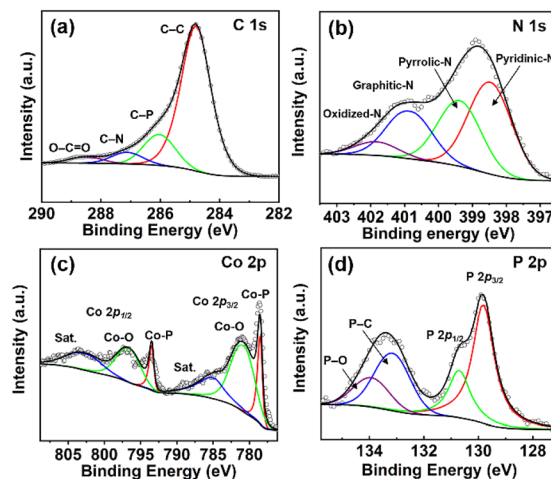 (a)
C 1s
C–C
C–P
C–N
O–C=O
Intensity (a.u.)
290 288 286 284 282
Binding Energy (eV)
(b)
N 1s
Pyrrolic-N
Pyridinic-N
Graphitic-N
Oxidized-N
Intensity (a.u.)
403 401 399 397
Binding Energy (eV)
(c)
Co 2p
Co 2p1/2
Co 2p3/2
Co-P
Co-O
Co-P
Co-O
Sat.
Sat.
Intensity (a.u.)
805 800 795 790 785 780
Binding Energy (eV)
(d)
P 2p
P 2p3/2
P 2p1/2
P–C
P–O
Intensity (a.u.)
134 132 130 128
Binding Energy (eV)